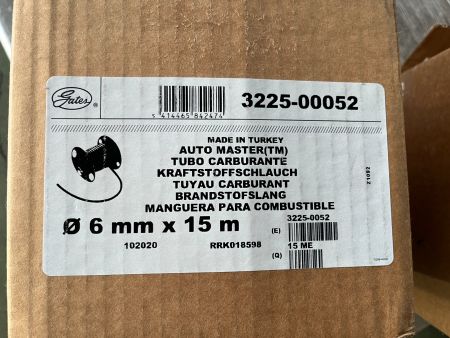 Gates®
5 414465 842474
3225-00052
MADE IN TURKEY
AUTO MASTER(TM)
TUBO CARBURANTE
KRAFTSTOFFSCHLAUCH
TUYAU CARBURANT
BRANDSTOFSLANG
MANGUERA PARA COMBUSTIBLE
Ø 6 mm x 15 m
(E)
3225-0052
102020
RRK018598
(Q)
15 ME
Z1092